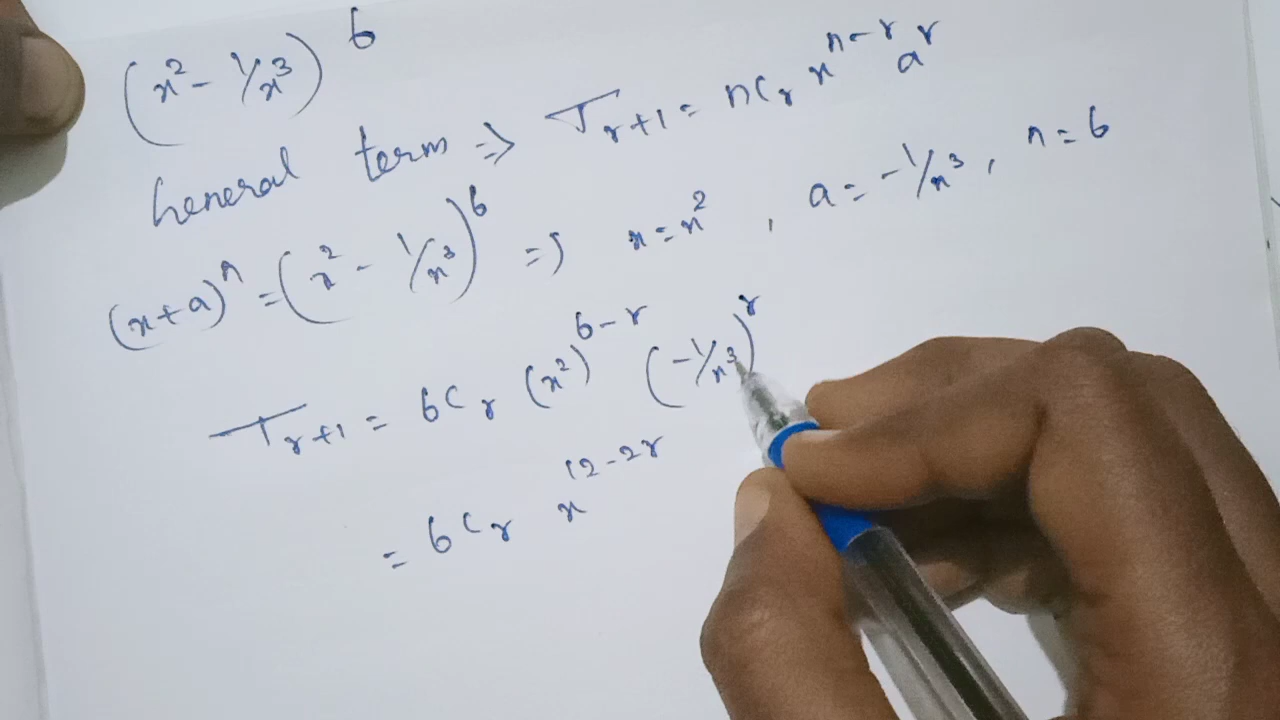 (x² - 1/x³)⁶
General term => T_{r+1} = nC_r x^{n-r} a^r
(x+a)ⁿ = (x² - 1/x³)⁶ => x = x² , a = -1/x³ , n = 6
T_{r+1} = 6C_r (x²)^{6-r} (-1/x³)^r
= 6C_r x^{12-2r}